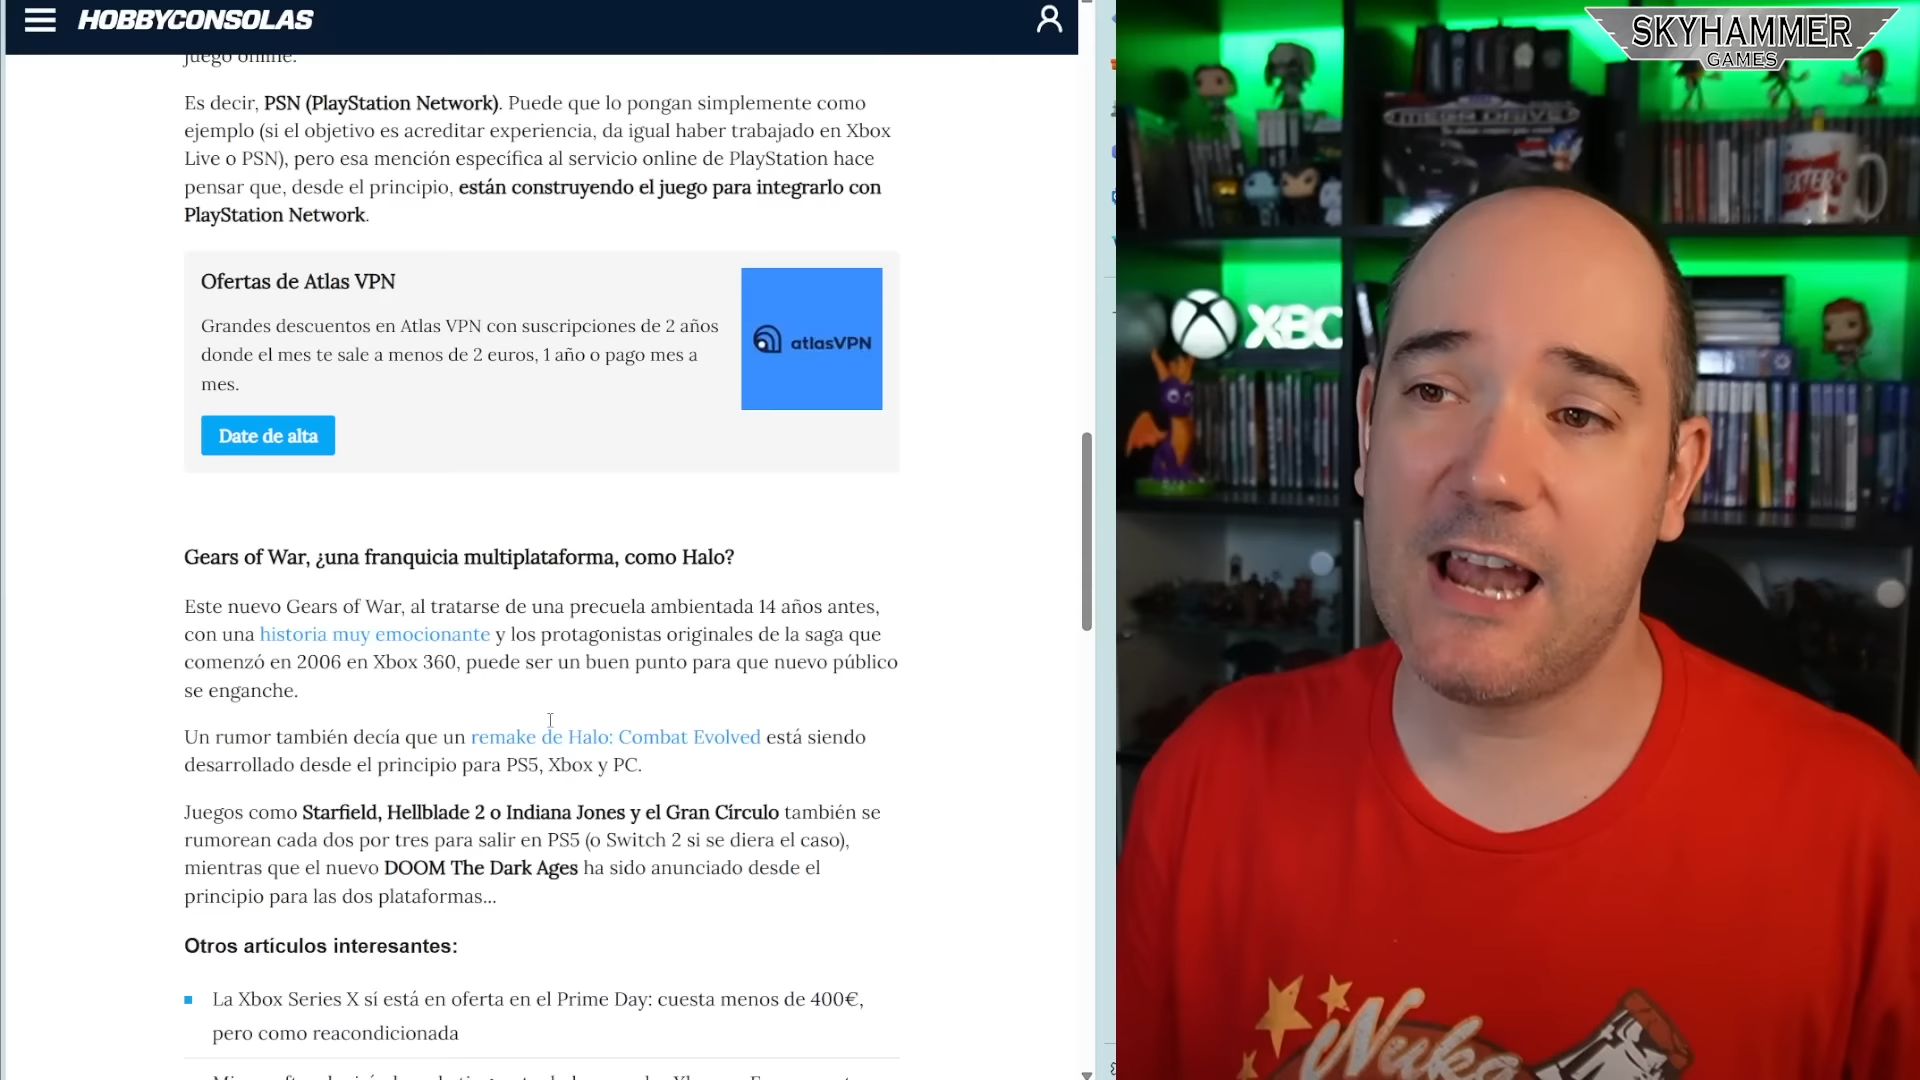 HOBBYCONSOLAS
juego online.
Es decir, PSN (PlayStation Network). Puede que lo pongan simplemente como
ejemplo (si el objetivo es acreditar experiencia, da igual haber trabajado en Xbox
Live o PSN), pero esa mención específica al servicio online de PlayStation hace
pensar que, desde el principio, están construyendo el juego para integrarlo con
PlayStation Network.
Ofertas de Atlas VPN
Grandes descuentos en Atlas VPN con suscripciones de 2 años
donde el mes te sale a menos de 2 euros, 1 año o pago mes a
mes.
atlasVPN
Date de alta
Gears of War, ¿una franquicia multiplataforma, como Halo?
Este nuevo Gears of War, al tratarse de una precuela ambientada 14 años antes,
con una historia muy emocionante y los protagonistas originales de la saga que
comenzó en 2006 en Xbox 360, puede ser un buen punto para que nuevo público
se enganche.
Un rumor también decía que un remake de Halo: Combat Evolved está siendo
desarrollado desde el principio para PS5, Xbox y PC.
Juegos como Starfield, Hellblade 2 o Indiana Jones y el Gran Círculo también se
rumorean cada dos por tres para salir en PS5 (o Switch 2 si se diera el caso),
mientras que el nuevo DOOM The Dark Ages ha sido anunciado desde el
principio para las dos plataformas...
Otros artículos interesantes:
La Xbox Series X sí está en oferta en el Prime Day: cuesta menos de 400€,
pero como reacondicionada
SKYHAMMER
GAMES
MEGA DRIVE
DEXTER
XBO
Nuka